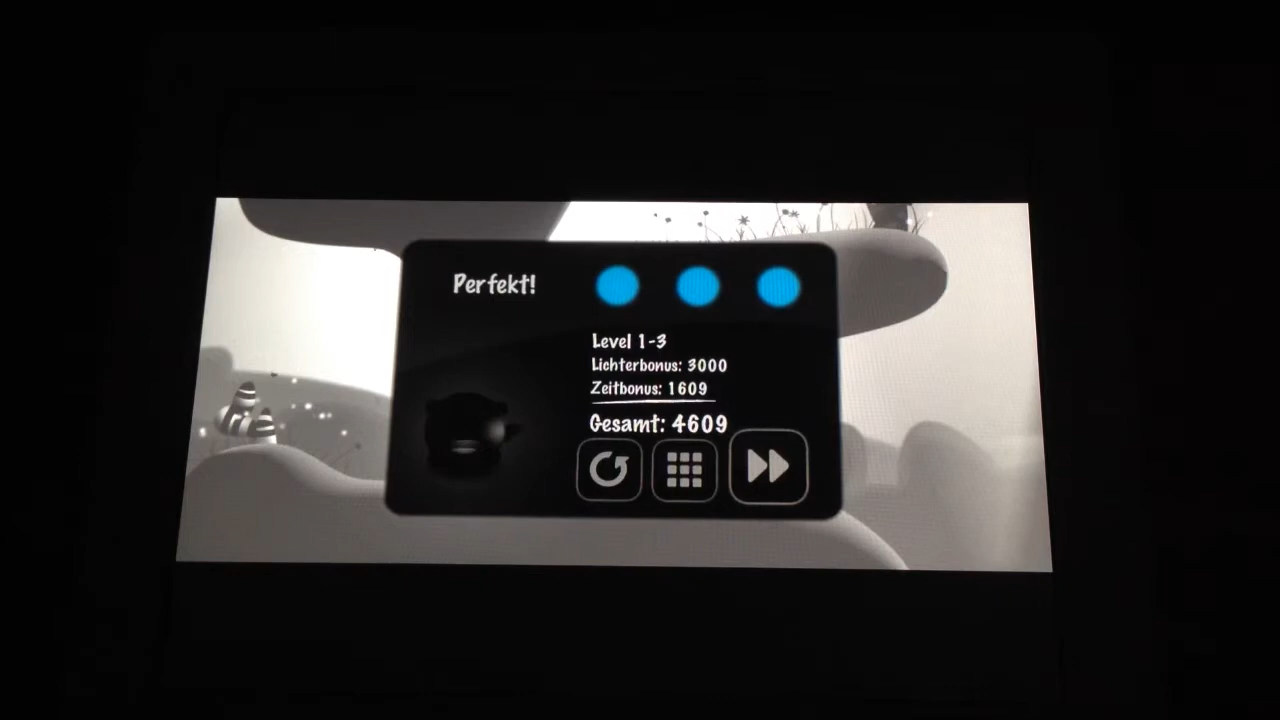 Perfekt!
Level 1-3
Lichterbonus: 3000
Zeitbonus: 1609
Gesamt: 4609